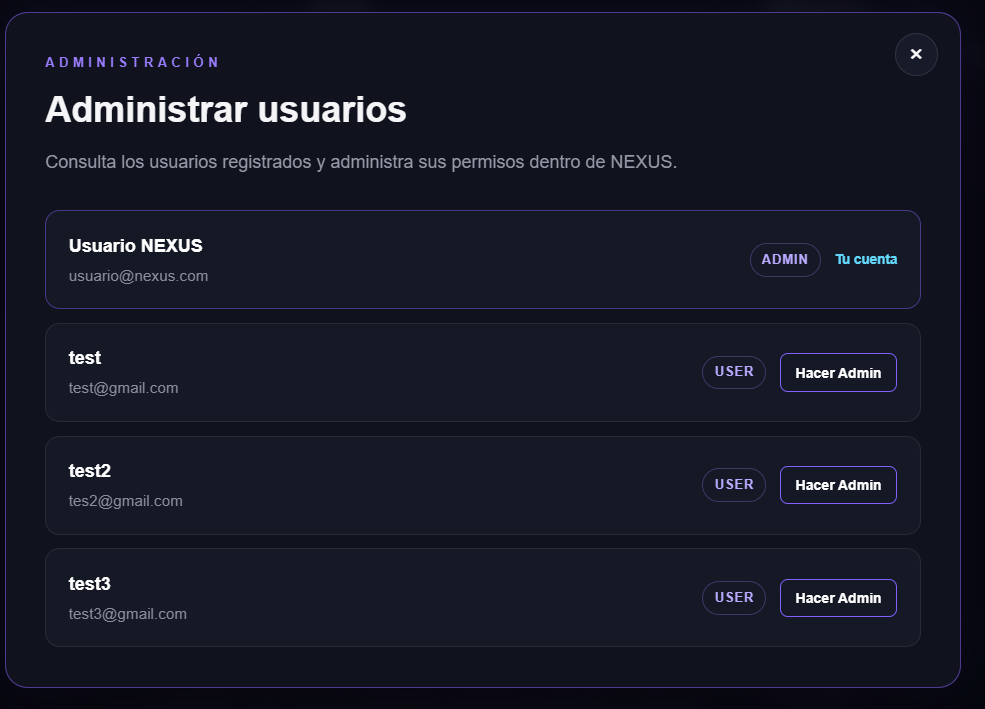 ADMINISTRACIÓN
Administrar usuarios
Consulta los usuarios registrados y administra sus permisos dentro de NEXUS.
Usuario NEXUS
usuario@nexus.com
ADMIN
Tu cuenta
test
test@gmail.com
USER
Hacer Admin
test2
tes2@gmail.com
USER
Hacer Admin
test3
test3@gmail.com
USER
Hacer Admin